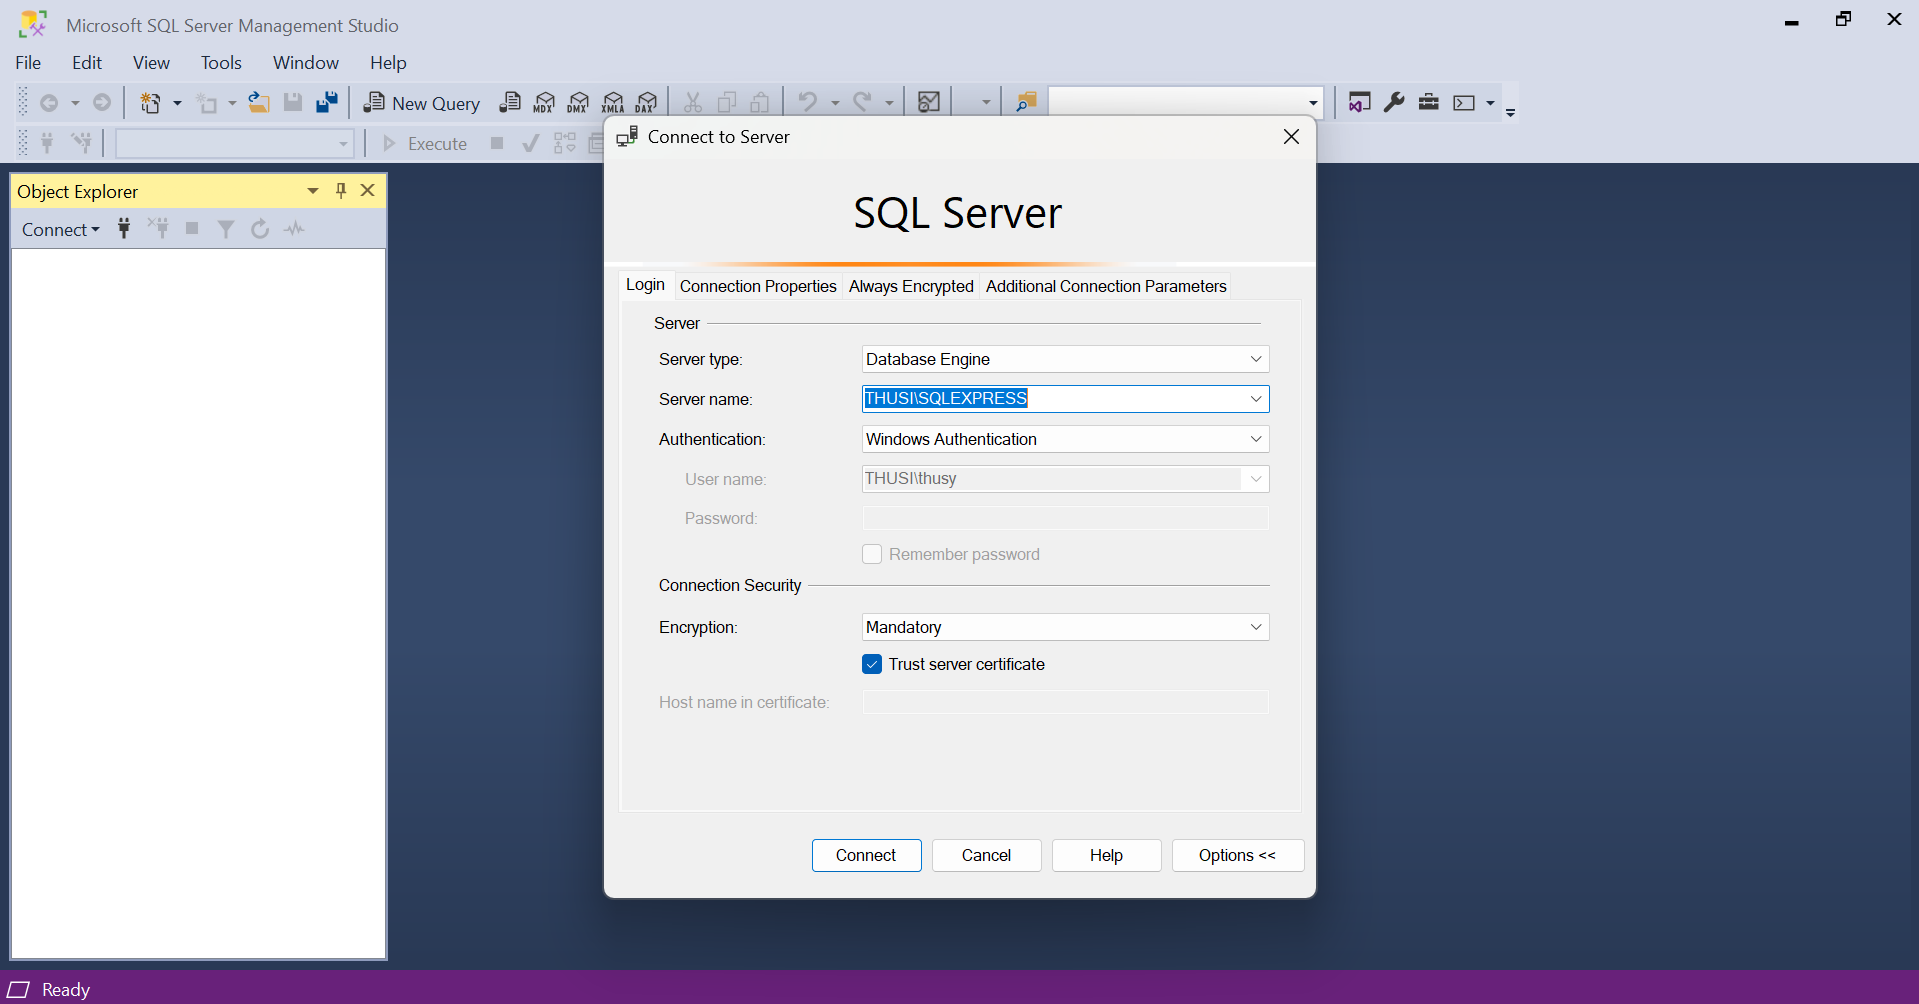 Microsoft SQL Server Management Studio
File Edit View Tools Window Help
New Query MDX DMX XMLA DAX
Execute
Connect to Server
Object Explorer
Connect
SQL Server
Login Connection Properties Always Encrypted Additional Connection Parameters
Server
Server type: Database Engine
Server name: THUSI\SQLEXPRESS
Authentication: Windows Authentication
User name: THUSI\thusy
Password:
Remember password
Connection Security
Encryption: Mandatory
Trust server certificate
Host name in certificate:
Connect Cancel Help Options <<
Ready